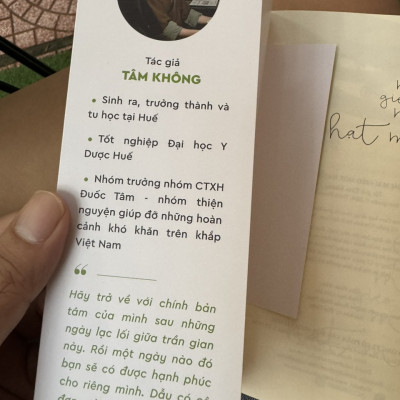 Tác giả
TÂM KHÔNG
• Sinh ra, trưởng thành và
tu học tại Huế
• Tốt nghiệp Đại học Y
Dược Huế
• Nhóm trưởng nhóm CTXH
Đuốc Tâm - nhóm thiện
nguyện giúp đỡ những hoàn
cảnh khó khăn trên khắp
Việt Nam
“
Hãy trở về với chính bản
tâm của mình sau những
ngày lạc lối giữa trần gian
này. Rồi một ngày nào đó
bạn sẽ có được hạnh phúc
cho riêng mình. Dẫu có
hat